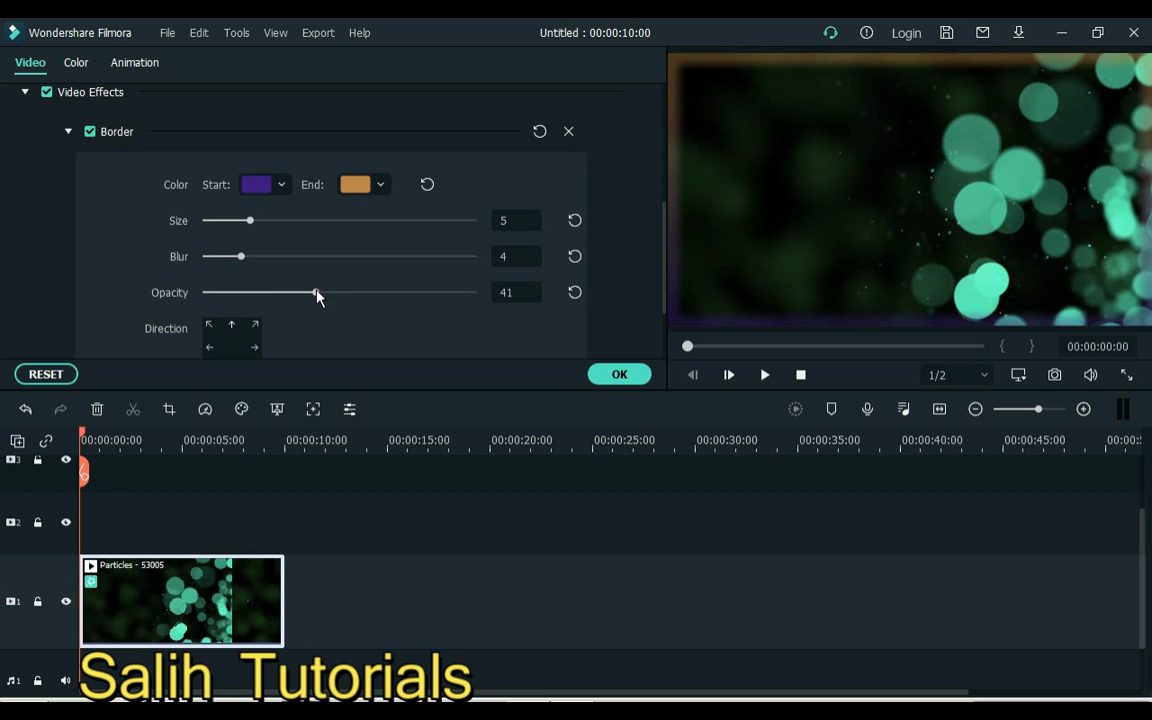 Wondershare Filmora File Edit Tools View Export Help Untitled : 00:00:10:00 Login
Video Color Animation
Video Effects
Border
Color Start: End:
Size 5
Blur 4
Opacity 41
Direction
RESET OK
00:00:00:00
1/2
00:00:00:00 00:00:05:00 00:00:10:00 00:00:15:00 00:00:20:00 00:00:25:00 00:00:30:00 00:00:35:00 00:00:40:00 00:00:45:00
3
2
Particles - 53005
1
1
Salih Tutorials